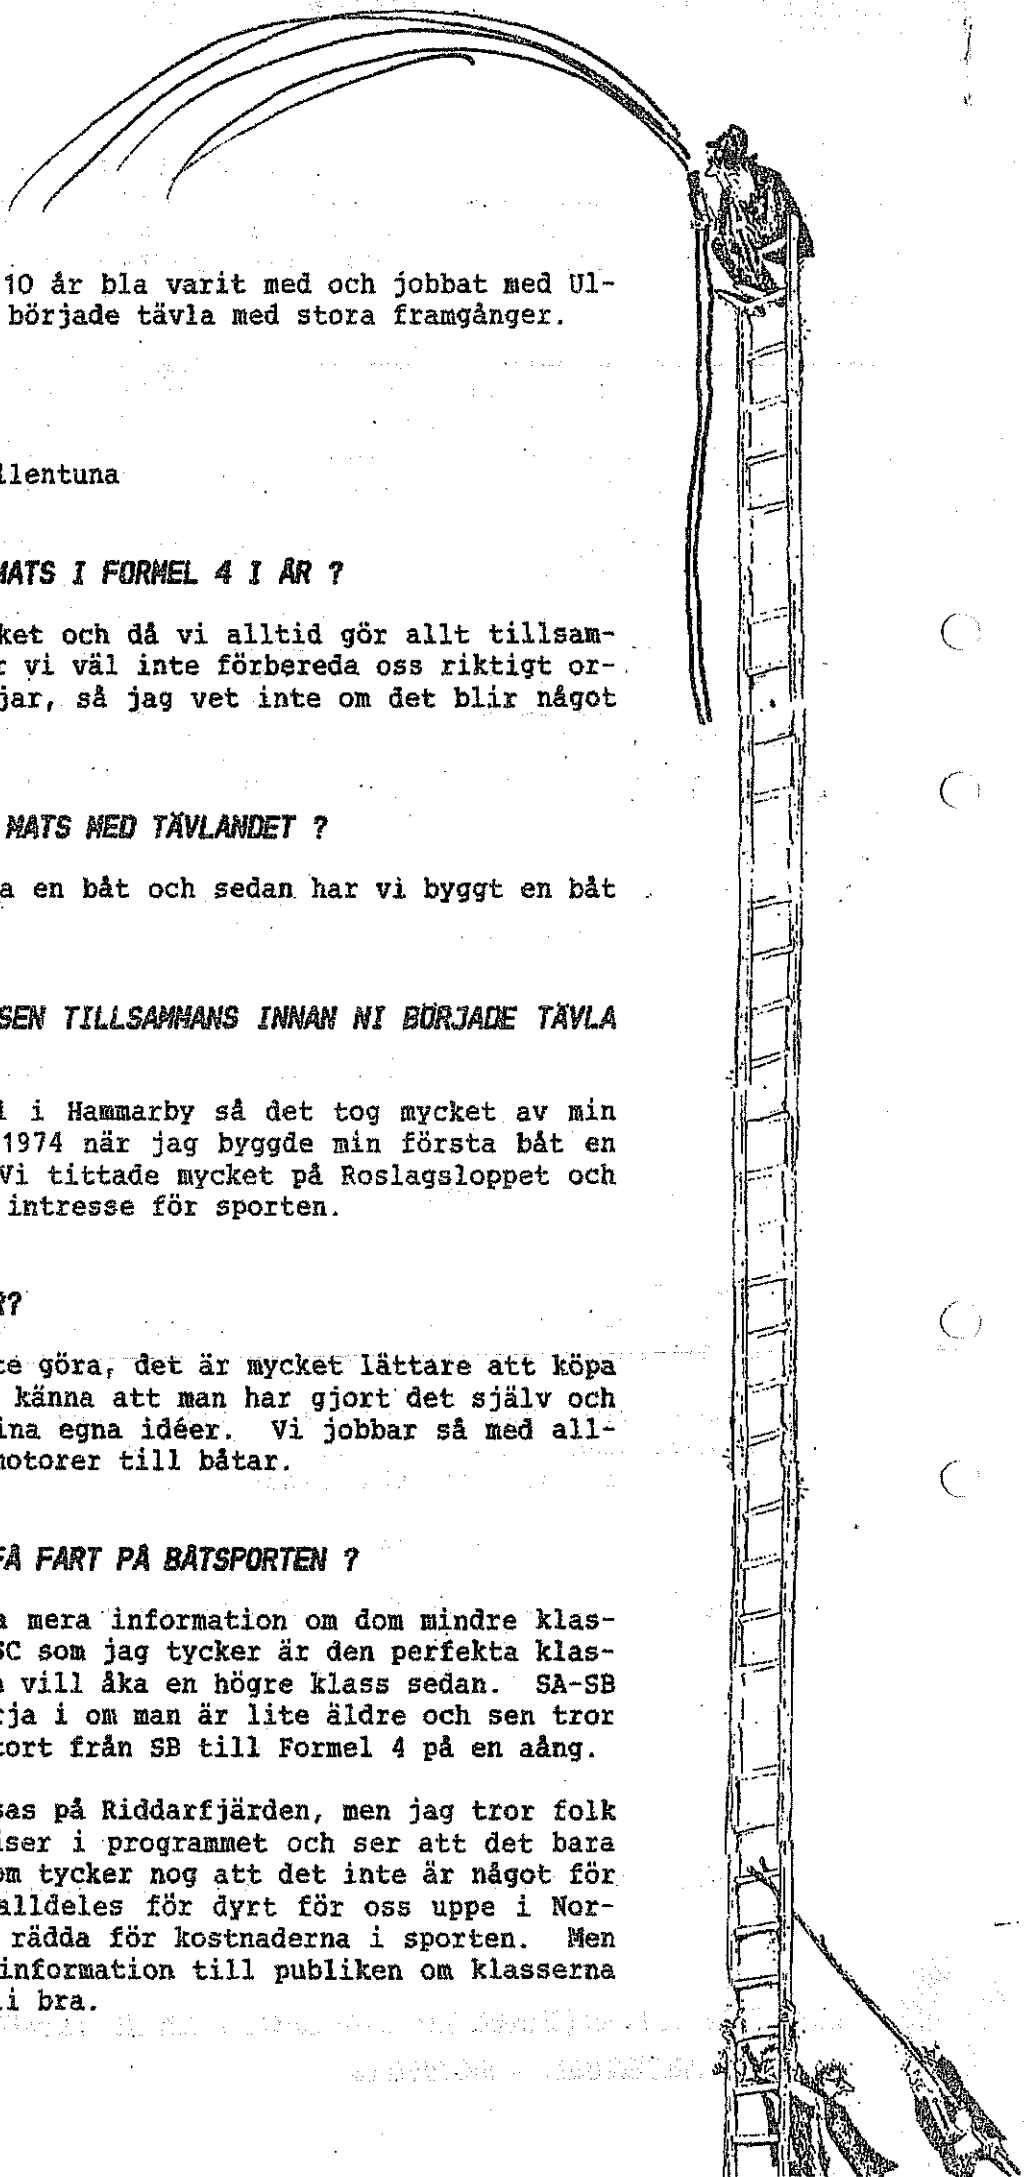 10 år bla varit med och jobbat med Ul-
började tävla med stora framgånger.
llentuna
MATS I FORMEL 4 I ÅR ?
ket och då vi alltid gör allt tillsam-
r vi väl inte förbereda oss riktigt or-
jar, så jag vet inte om det blir något
MATS MED TÄVLANDET ?
a en båt och sedan har vi byggt en båt
SEN TILLSAMMANS INNAN NI BÖRJADE TÄVLA
i Hammarby så det tog mycket av min
1974 när jag byggde min första båt en
Vi tittade mycket på Roslagsloppet och
intresse för sporten.
R?
te göra, det är mycket lättare att köpa
känna att man har gjort det själv och
ina egna idéer. Vi jobbar så med all-
motorer till båtar.
FÅ FART PÅ BÅTSPORTEN ?
a mera information om dom mindre klas-
SC som jag tycker är den perfekta klas-
vill åka en högre klass sedan. SA-SB
rja i om man är lite äldre och sen tror
tort från SB till Formel 4 på en aång.
sas på Riddarfjärden, men jag tror folk
iser i programmet och ser att det bara
om tycker nog att det inte är något för
alldeles för dyrt för oss uppe i Nor-
rädda för kostnaderna i sporten. Men
information till publiken om klasserna
li bra.